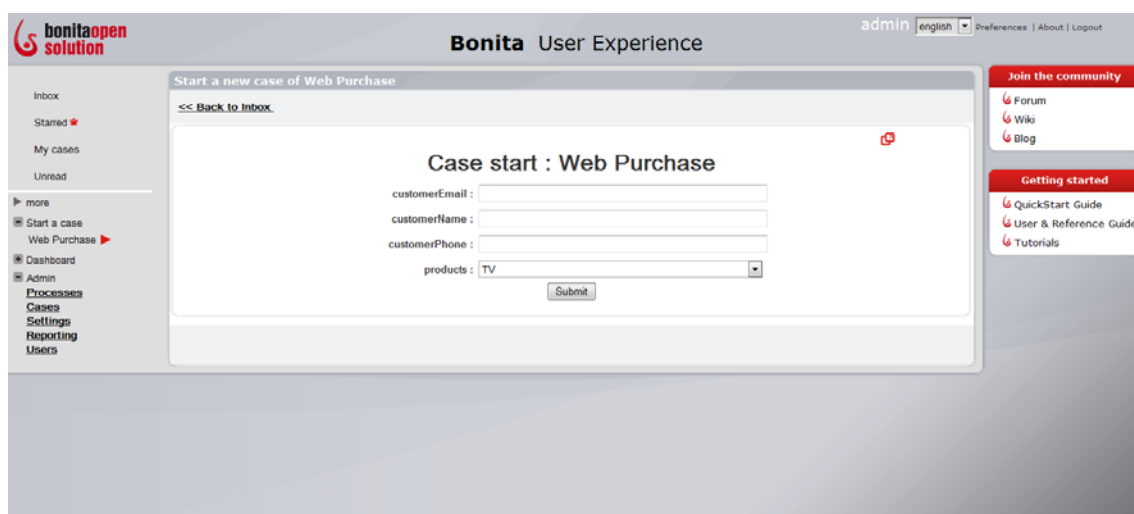 bonitaopen
solution
Bonita User Experience
admin english Preferences | About | Logout
Inbox
Starred
My cases
Unread
more
Start a case
Web Purchase
Dashboard
Admin
Processes
Cases
Settings
Reporting
Users
Start a new case of Web Purchase
<< Back to Inbox
Case start : Web Purchase
customerEmail :
customerName :
customerPhone :
products : TV
Submit
Join the community
Forum
Wiki
Blog
Getting started
QuickStart Guide
User & Reference Guide
Tutorials